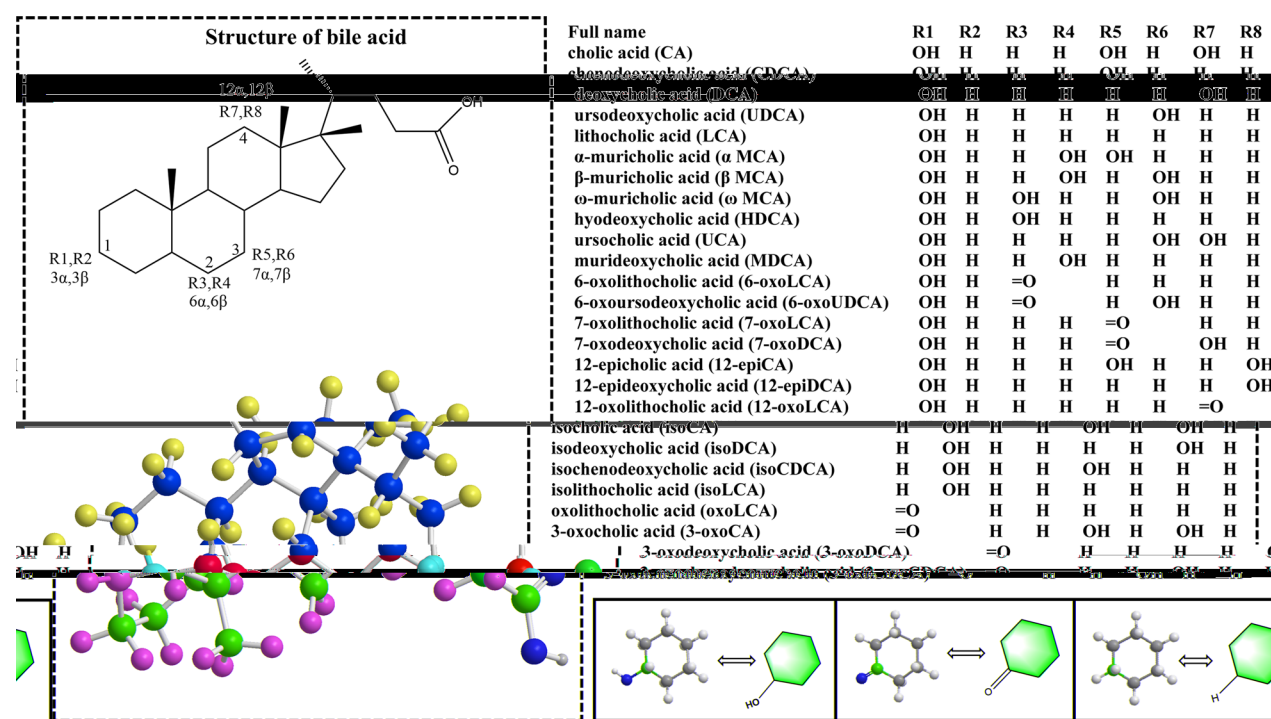 Structure of bile acid
12α,12β
R7,R8
4
OH
O
1
2
3
R1,R2
3α,3β
R3,R4
6α,6β
R5,R6
7α,7β
Full name R1 R2 R3 R4 R5 R6 R7 R8
cholic acid (CA) OH H H H OH H OH H
chenodeoxycholic acid (CDCA) OH H H H OH H H H
deoxycholic acid (DCA) OH H H H H H OH H
ursodeoxycholic acid (UDCA) OH H H H H OH H H
lithocholic acid (LCA) OH H H H H H H H
α-muricholic acid (α MCA) OH H H OH OH H H H
β-muricholic acid (β MCA) OH H H OH H OH H H
ω-muricholic acid (ω MCA) OH H OH H H OH H H
hyodeoxycholic acid (HDCA) OH H OH H H H H H
ursocholic acid (UCA) OH H H H H OH OH H
murideoxycholic acid (MDCA) OH H H OH H H H H
6-oxolithocholic acid (6-oxoLCA) OH H =O H H H H
6-oxoursodeoxycholic acid (6-oxoUDCA) OH H =O H OH H H
7-oxolithocholic acid (7-oxoLCA) OH H H H =O H H
7-oxodeoxycholic acid (7-oxoDCA) OH H H H =O OH H
12-epicholic acid (12-epiCA) OH H H H OH H H OH
12-epideoxycholic acid (12-epiDCA) OH H H H H H H OH
12-oxolithocholic acid (12-oxoLCA) OH H H H H H =O
isocholic acid (isoCA) H OH H H OH H OH H
isodeoxycholic acid (isoDCA) H OH H H H H OH H
isochenodeoxycholic acid (isoCDCA) H OH H H OH H H H
isolithocholic acid (isoLCA) H OH H H H H H H
oxolithocholic acid (oxoLCA) =O H H H H H H
3-oxocholic acid (3-oxoCA) =O H H OH H OH H
OH H 3-oxodeoxycholic acid (3-oxoDCA) =O H H H H
HO
O
H